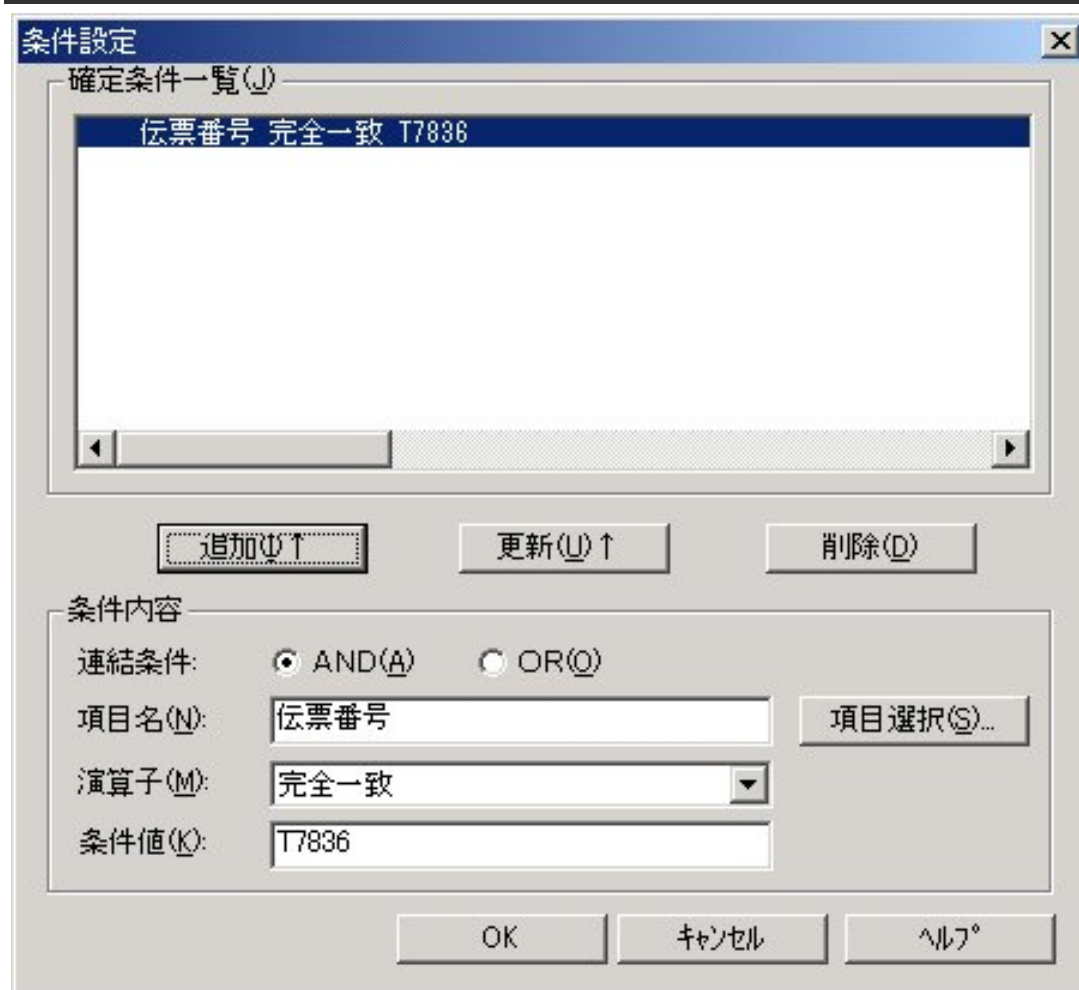 条件設定
確定条件一覧(J)
伝票番号 完全一致 T7836
追加(I)↑ 更新(U)↑ 削除(D)
条件内容
連結条件: AND(A) OR(O)
項目名(N): 伝票番号 項目選択(S)...
演算子(M): 完全一致
条件値(K): T7836
OK ｷｬﾝｾﾙ ﾍﾙﾌﾟ